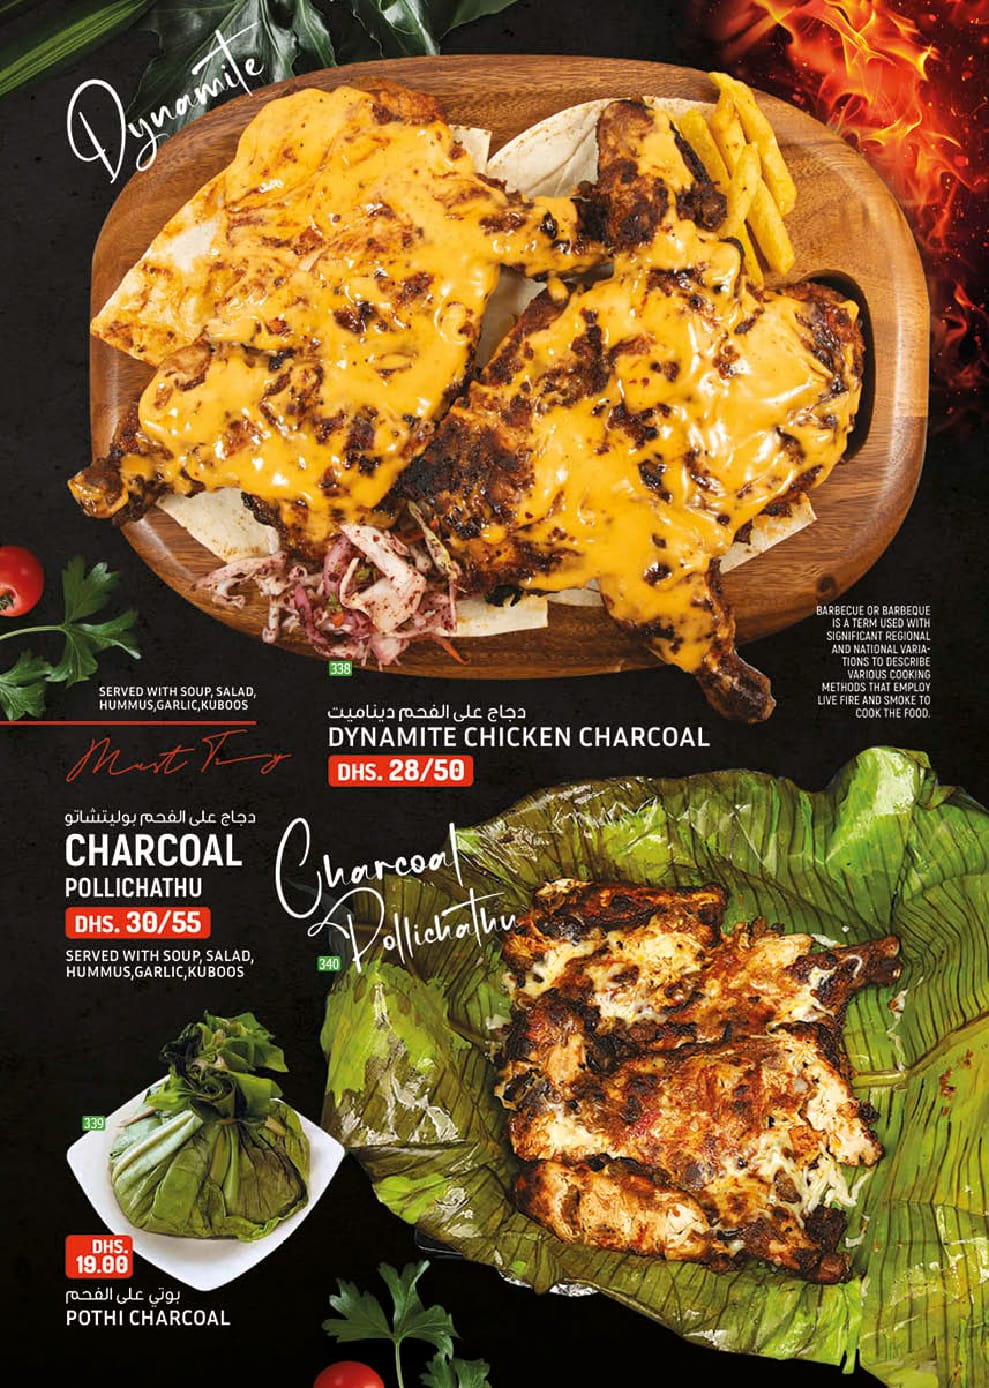 Dynamite
BARBECUE OR BARBEQUE
IS A TERM USED WITH
SIGNIFICANT REGIONAL
AND NATIONAL VARIA-
TIONS TO DESCRIBE
VARIOUS COOKING
METHODS THAT EMPLOY
LIVE FIRE AND SMOKE TO
COOK THE FOOD.
338
دجاج على الفحم ديناميت
DYNAMITE CHICKEN CHARCOAL
DHS. 28/50
SERVED WITH SOUP, SALAD,
HUMMUS,GARLIC,KUBOOS
Must Try
دجاج على الفحم بوليتشاتو
CHARCOAL
POLLICHATHU
DHS. 30/55
SERVED WITH SOUP, SALAD,
HUMMUS,GARLIC,KUBOOS
Charcoal
Pollichathu
340
339
DHS.
19.00
بوتي على الفحم
POTHI CHARCOAL